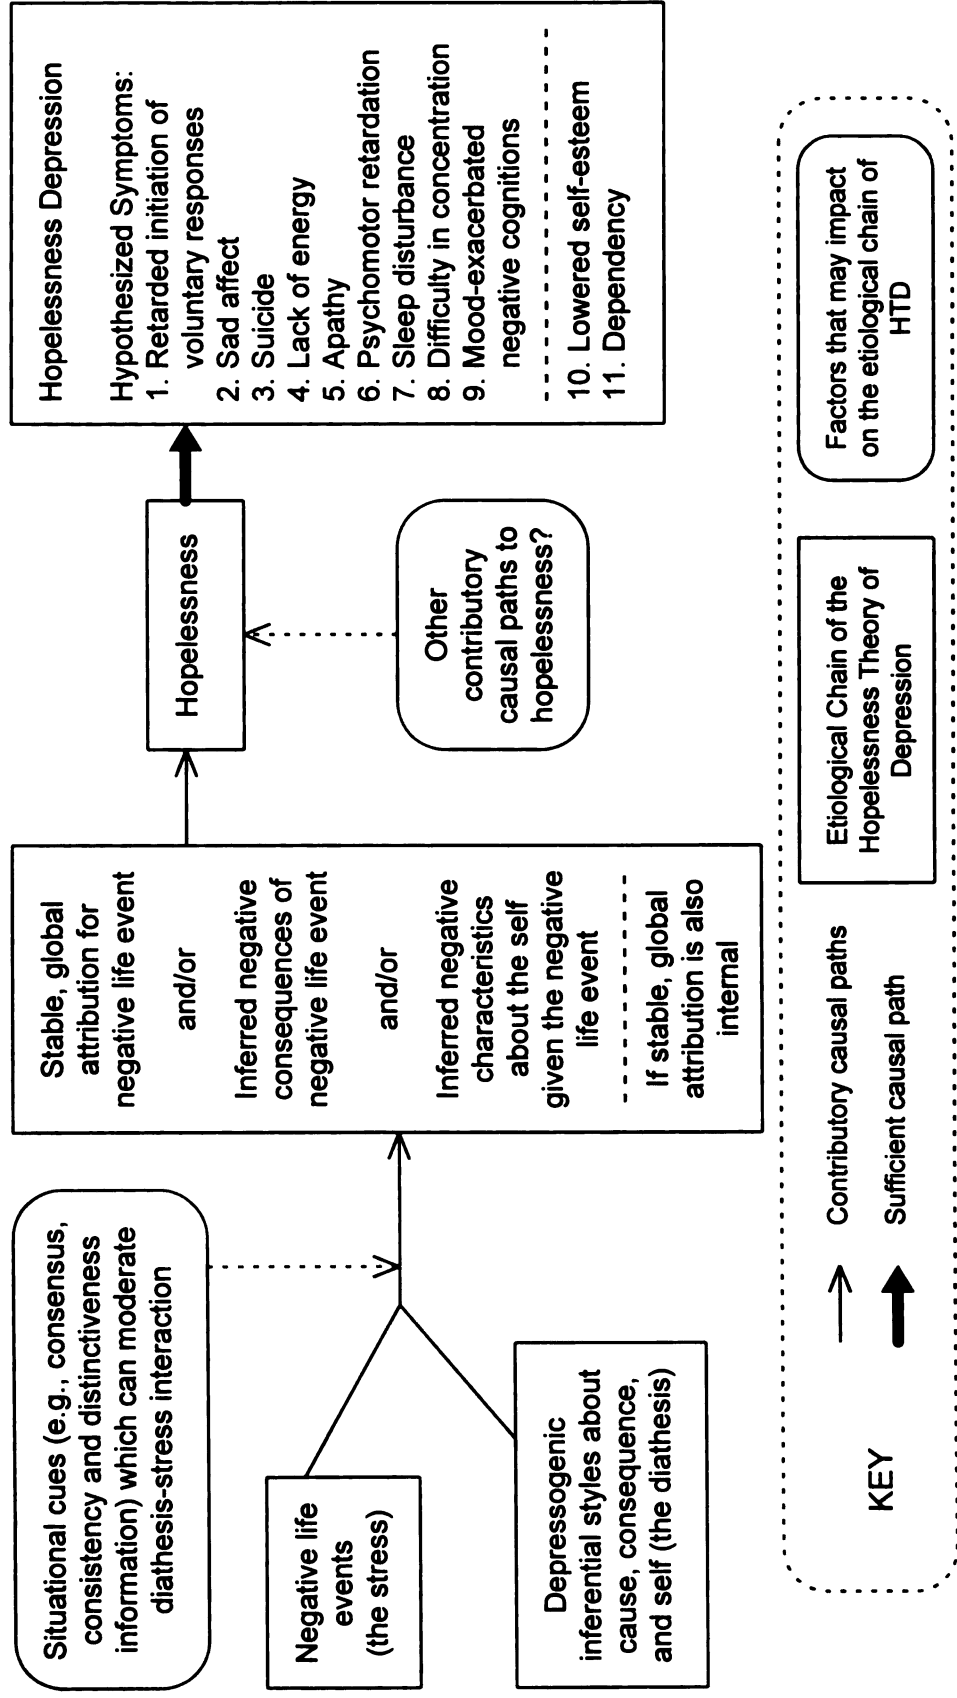 Situational cues (e.g., consensus,
consistency and distinctiveness
information) which can moderate
diathesis-stress interaction
Negative life
events
(the stress)
Depressogenic
inferential styles about
cause, consequence,
and self (the diathesis)
Stable, global
attribution for
negative life event
and/or
Inferred negative
consequences of
negative life event
and/or
Inferred negative
characteristics
about the self
given the negative
life event
If stable, global
attribution is also
internal
Hopelessness
Other
contributory
causal paths to
hopelessness?
Hopelessness Depression
Hypothesized Symptoms:
1. Retarded initiation of
voluntary responses
2. Sad affect
3. Suicide
4. Lack of energy
5. Apathy
6. Psychomotor retardation
7. Sleep disturbance
8. Difficulty in concentration
9. Mood-exacerbated
negative cognitions
10. Lowered self-esteem
11. Dependency
KEY
Contributory causal paths
Sufficient causal path
Etiological Chain of the
Hopelessness Theory of
Depression
Factors that may impact
on the etiological chain of
HTD